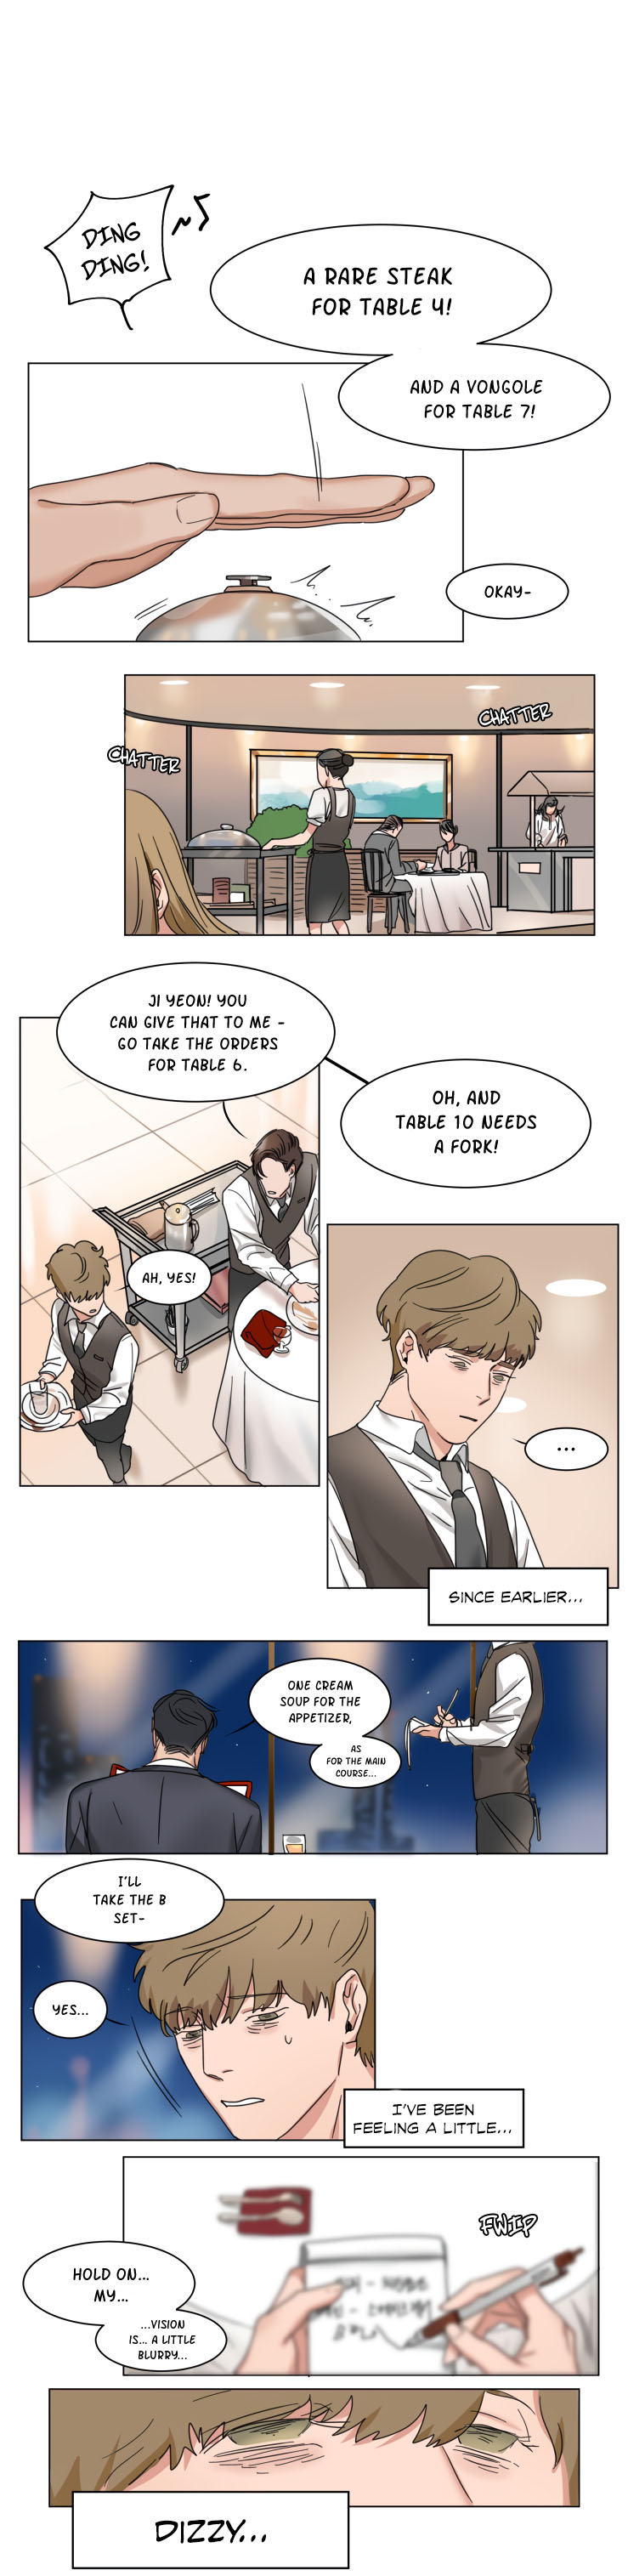 DING
DING!
A RARE STEAK
FOR TABLE 4!
AND A VONGOLE
FOR TABLE 7!
OKAY-
CHATTER
CHATTER
JI YEON! YOU
CAN GIVE THAT TO ME -
GO TAKE THE ORDERS
FOR TABLE 6.
OH, AND
TABLE 10 NEEDS
A FORK!
AH, YES!
...
SINCE EARLIER...
ONE CREAM
SOUP FOR THE
APPETIZER,
AS
FOR THE MAIN
COURSE...
I'LL
TAKE THE B
SET-
YES...
I'VE BEEN
FEELING A LITTLE...
FWIP
HOLD ON...
MY...
...VISION
IS... A LITTLE
BLURRY...
DIZZY...